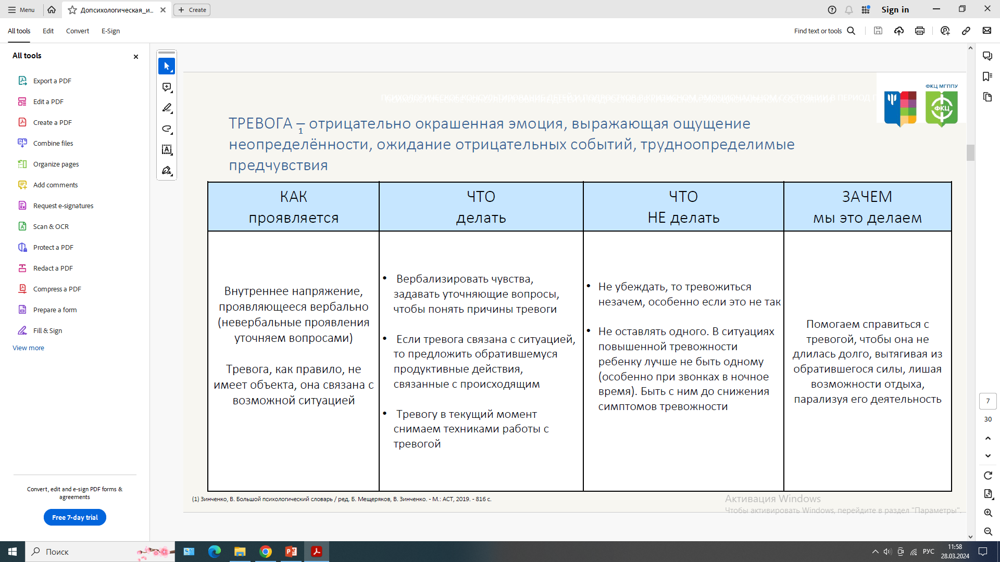 Menu
Допсихологическая_и...
Create
Sign in
All tools
Edit
Convert
E-Sign
Find text or tools
All tools
Export a PDF
Edit a PDF
Create a PDF
Combine files
Organize pages
Add comments
Request e-signatures
Scan & OCR
Protect a PDF
Redact a PDF
Compress a PDF
Prepare a form
Fill & Sign
View more
Convert, edit and e-sign PDF forms &
agreements
Free 7-day trial
ФКЦ МГППУ
ФКЦ
ТРЕВОГА –1 отрицательно окрашенная эмоция, выражающая ощущение
неопределённости, ожидание отрицательных событий, трудноопределимые
предчувствия
КАК
проявляется
ЧТО
делать
ЧТО
НЕ делать
ЗАЧЕМ
мы это делаем
Внутреннее напряжение,
проявляющееся вербально
(невербальные проявления
уточняем вопросами)
Тревога, как правило, не
имеет объекта, она связана с
возможной ситуацией
• Вербализировать чувства,
задавать уточняющие вопросы,
чтобы понять причины тревоги
• Если тревога связана с ситуацией,
то предложить обратившемуся
продуктивные действия,
связанные с происходящим
• Тревогу в текущий момент
снимаем техниками работы с
тревогой
• Не убеждать, то тревожиться
незачем, особенно если это не так
• Не оставлять одного. В ситуациях
повышенной тревожности
ребенку лучше не быть одному
(особенно при звонках в ночное
время). Быть с ним до снижения
симптомов тревожности
Помогаем справиться с
тревогой, чтобы она не
длилась долго, вытягивая из
обратившегося силы, лишая
возможности отдыха,
парализуя его деятельность
(1) Зинченко, В. Большой психологический словарь / ред. Б. Мещеряков, В. Зинченко. - М.: АСТ, 2019. - 816 с.
Активация Windows
Чтобы активировать Windows, перейдите в раздел "Параметры".
7
30
Поиск
РУС
11:58
28.03.2024